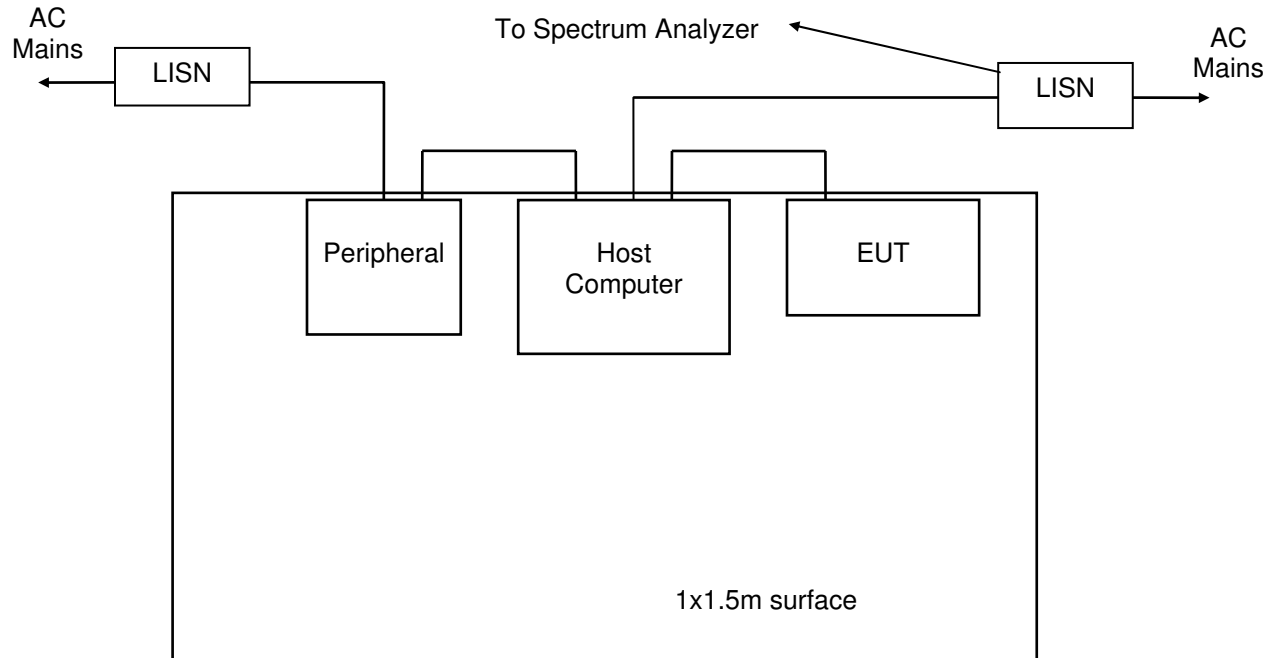 AC
Mains
LISN
To Spectrum Analyzer
LISN
AC
Mains
Peripheral
Host
Computer
EUT
1x1.5m surface